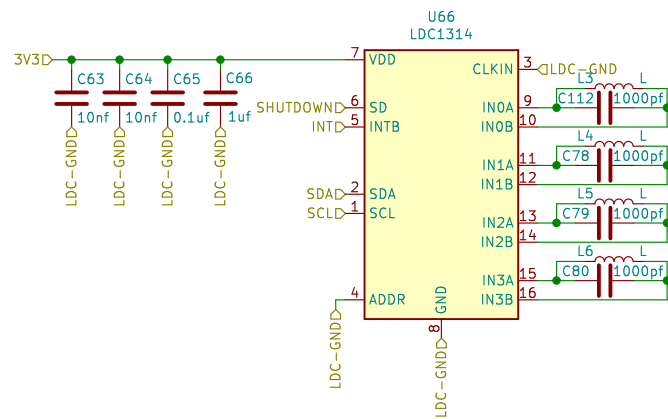 U66
LDC1314
3V3
7
VDD
CLKIN
3
LDC-GND
C63
C64
C65
C66
10nf
10nf
0.1uf
1uf
LDC-GND
LDC-GND
LDC-GND
LDC-GND
SHUTDOWN
6
SD
INT
5
INTB
SDA
2
SDA
SCL
1
SCL
4
ADDR
LDC-GND
GND
8
LDC-GND
L3
L
IN0A
9
C112
1000pf
IN0B
10
L4
L
IN1A
11
C78
1000pf
IN1B
12
L5
L
IN2A
13
C79
1000pf
IN2B
14
L6
L
IN3A
15
C80
1000pf
IN3B
16